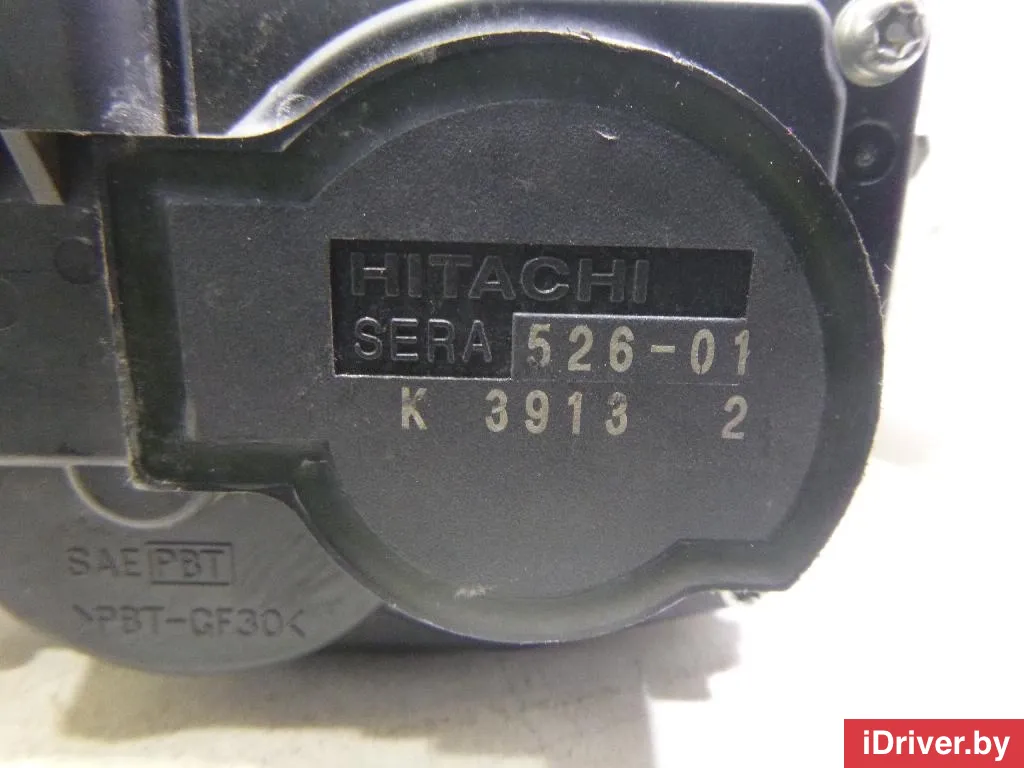 HITACHI
SERA 526-01
K 3913 2
SAE PBT
>PBT-GF30<
iDriver.by